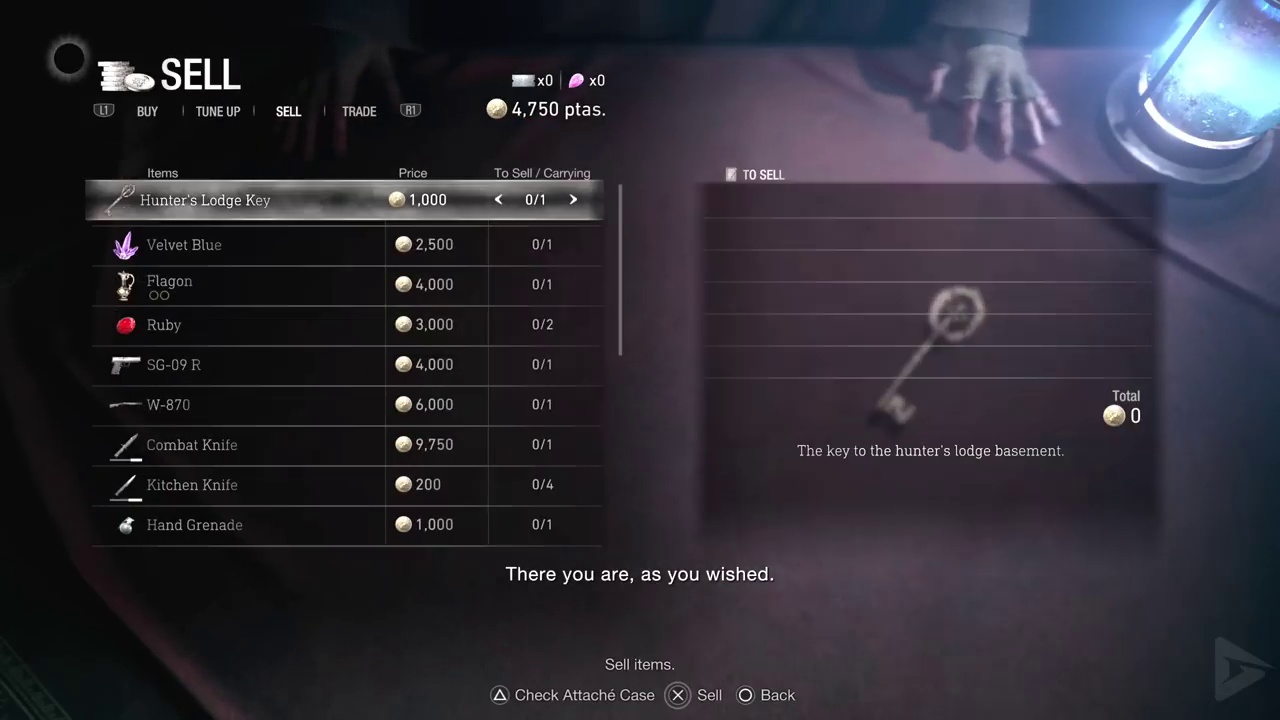 SELL
x0 | x0
L1 BUY TUNE UP SELL TRADE R1
4,750 ptas.
Items Price To Sell / Carrying
Hunter's Lodge Key 1,000 < 0/1 >
Velvet Blue 2,500 0/1
Flagon 4,000 0/1
Ruby 3,000 0/2
SG-09 R 4,000 0/1
W-870 6,000 0/1
Combat Knife 9,750 0/1
Kitchen Knife 200 0/4
Hand Grenade 1,000 0/1
TO SELL
Total
0
The key to the hunter's lodge basement.
There you are, as you wished.
Sell items.
Check Attaché Case Sell Back